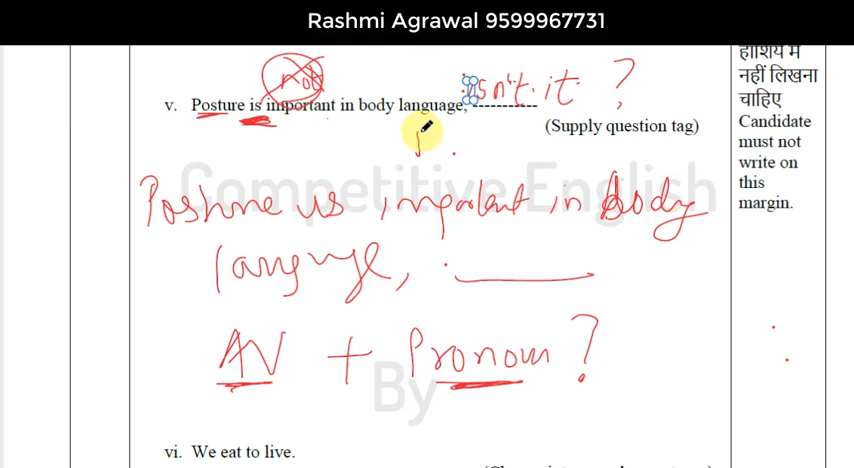 Rashmi Agrawal 9599967731
हाशिये में
नहीं लिखना
चाहिए
Candidate
must not
write on
this
margin.
not
isn't it ?
v. Posture is important in body language, ----------
(Supply question tag)
Competitive English
Posture is important in body
language, ______
AV + Pronoun ?
By
vi. We eat to live.